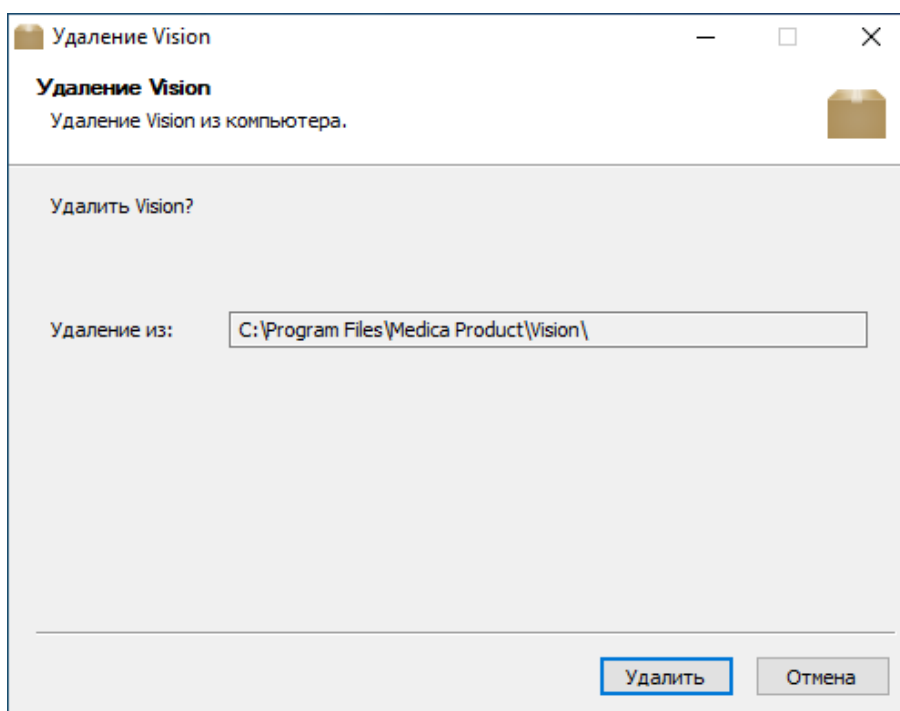 Удаление Vision
Удаление Vision
Удаление Vision из компьютера.
Удалить Vision?
Удаление из: C:\Program Files\Medica Product\Vision\
Удалить Отмена